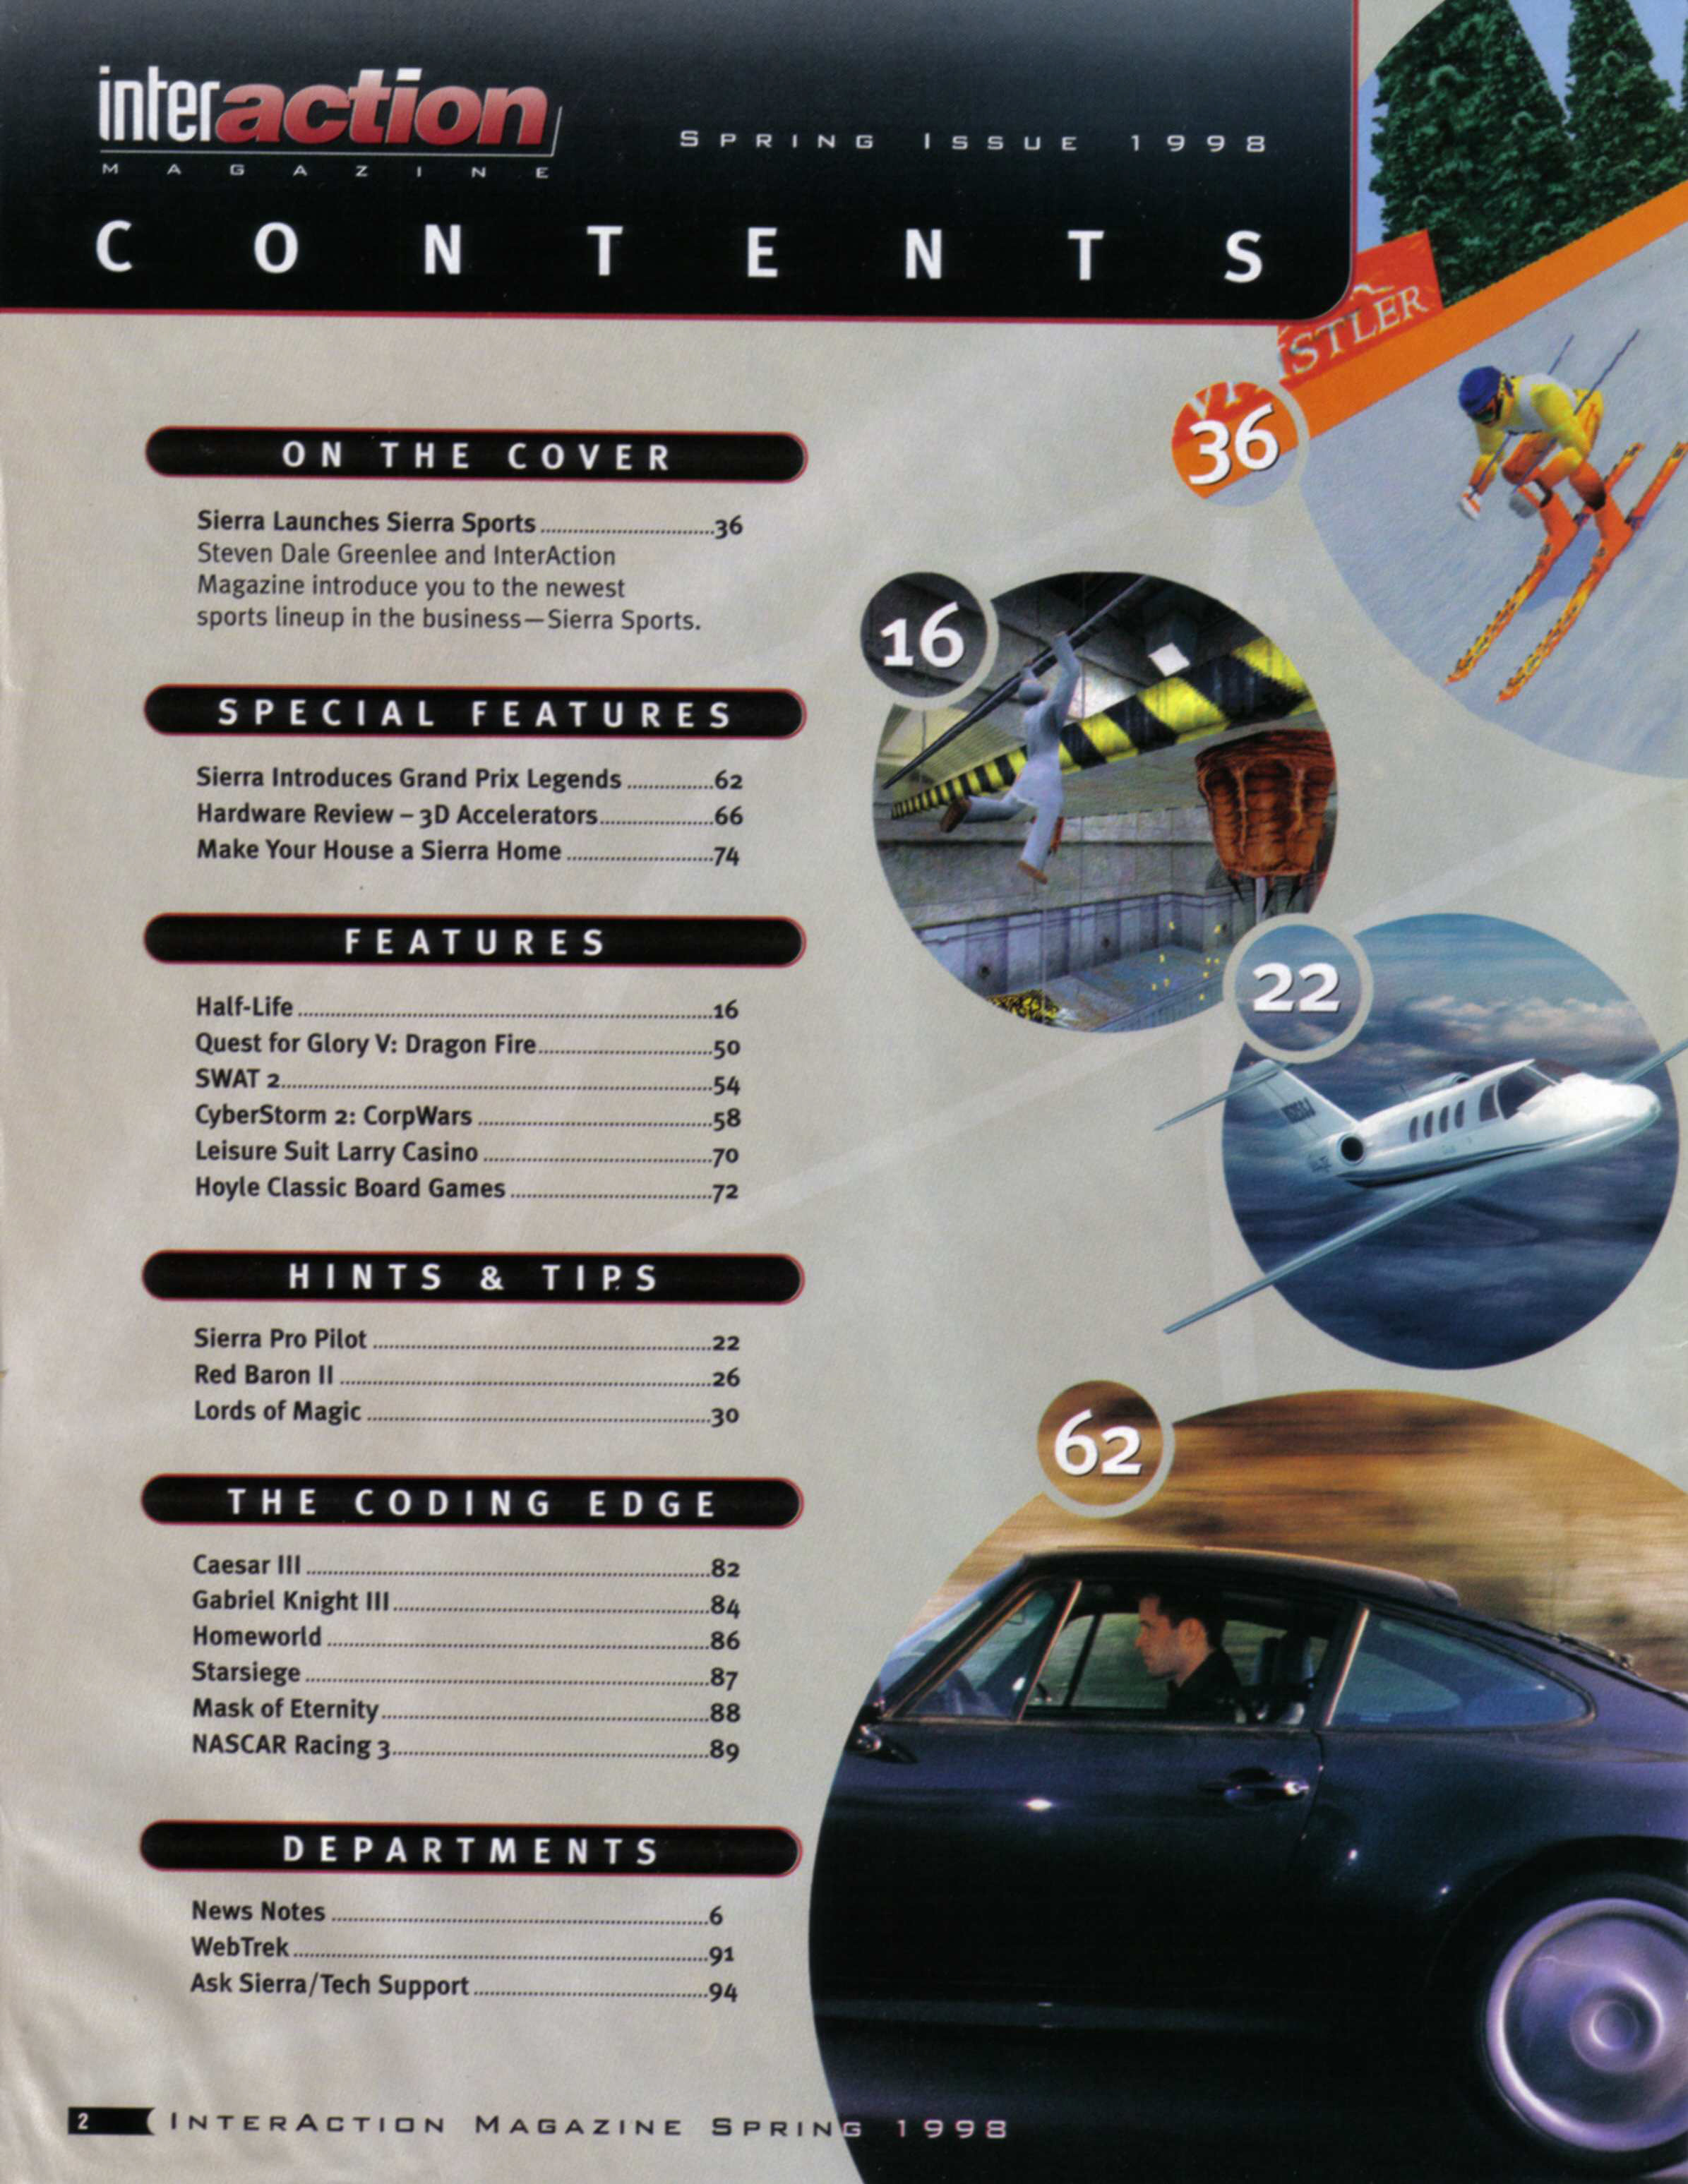 interaction
MAGAZINE
SPRING ISSUE 1998
CONTENTS
ISTLER
36
16
22
62
ON THE COVER
Sierra Launches Sierra Sports................................36
Steven Dale Greenlee and InterAction
Magazine introduce you to the newest
sports lineup in the business—Sierra Sports.
SPECIAL FEATURES
Sierra Introduces Grand Prix Legends ................62
Hardware Review – 3D Accelerators.....................66
Make Your House a Sierra Home ...........................74
FEATURES
Half-Life ............................................................................16
Quest for Glory V: Dragon Fire................................50
SWAT 2...............................................................................54
CyberStorm 2: CorpWars ...........................................58
Leisure Suit Larry Casino ..........................................70
Hoyle Classic Board Games .....................................72
HINTS & TIPS
Sierra Pro Pilot ..............................................................22
Red Baron II ....................................................................26
Lords of Magic ...............................................................30
THE CODING EDGE
Caesar III ..........................................................................82
Gabriel Knight III..........................................................84
Homeworld ......................................................................86
Starsiege ..........................................................................87
Mask of Eternity............................................................88
NASCAR Racing 3..........................................................89
DEPARTMENTS
News Notes .....................................................................6
WebTrek............................................................................91
Ask Sierra/Tech Support ...........................................94
2 INTERACTION MAGAZINE SPRING 1998